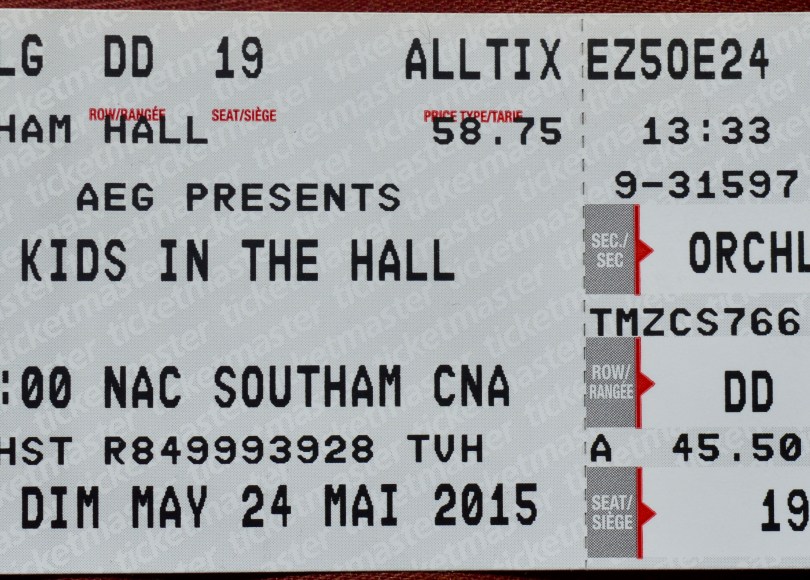 LG DD 19 ALLTIX
ROW/RANGÉE SEAT/SIÈGE PRICE TYPE/TARIF
HAM HALL 58.75
AEG PRESENTS
KIDS IN THE HALL
:00 NAC SOUTHAM CNA
HST R849993928 TVH
DIM MAY 24 MAI 2015
EZ50E24
13:33
9-31597
SEC./
SEC
ORCHL
TMZCS766
ROW/
RANGÉE
DD
A 45.50
SEAT/
SIÈGE
19
ticketmaster